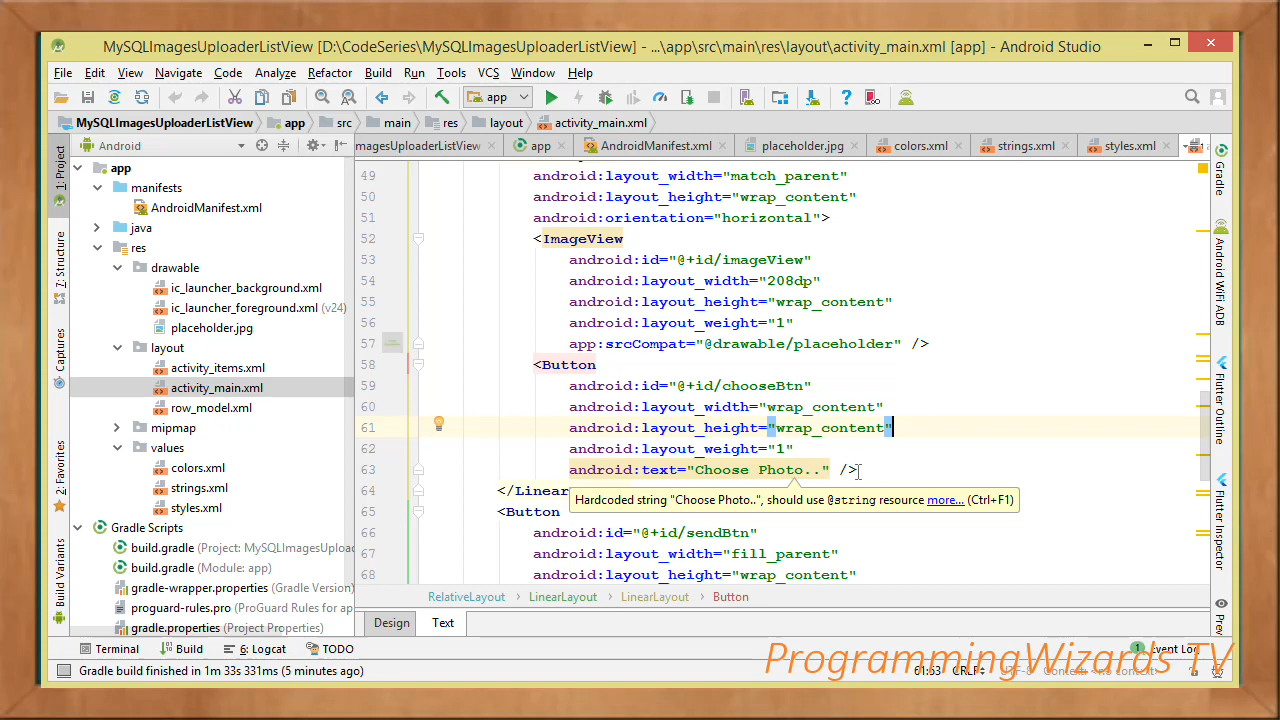 MySQLImagesUploaderListView [D:\CodeSeries\MySQLImagesUploaderListView] - ...\app\src\main\res\layout\activity_main.xml [app] - Android Studio
File Edit View Navigate Code Analyze Refactor Build Run Tools VCS Window Help
app
MySQLImagesUploaderListView app src main res layout activity_main.xml
Android
magesUploaderListView app AndroidManifest.xml placeholder.jpg colors.xml strings.xml styles.xml
1: Project
7: Structure
Captures
2: Favorites
Build Variants
app
manifests
AndroidManifest.xml
java
res
drawable
ic_launcher_background.xml
ic_launcher_foreground.xml (v24)
placeholder.jpg
layout
activity_items.xml
activity_main.xml
row_model.xml
mipmap
values
colors.xml
strings.xml
styles.xml
Gradle Scripts
build.gradle (Project: MySQLImagesUploa
build.gradle (Module: app)
gradle-wrapper.properties (Gradle Version)
proguard-rules.pro (ProGuard Rules for ap
gradle.properties (Project Properties)
49 android:layout_width="match_parent"
50 android:layout_height="wrap_content"
51 android:orientation="horizontal">
52 <ImageView
53 android:id="@+id/imageView"
54 android:layout_width="208dp"
55 android:layout_height="wrap_content"
56 android:layout_weight="1"
57 app:srcCompat="@drawable/placeholder" />
58 <Button
59 android:id="@+id/chooseBtn"
60 android:layout_width="wrap_content"
61 android:layout_height="wrap_content"
62 android:layout_weight="1"
63 android:text="Choose Photo.." />
64 </Linear
Hardcoded string "Choose Photo..", should use @string resource more... (Ctrl+F1)
65 <Button
66 android:id="@+id/sendBtn"
67 android:layout_width="fill_parent"
68 android:layout_height="wrap_content"
RelativeLayout LinearLayout LinearLayout Button
Design Text
Gradle
Android WiFi ADB
Flutter Outline
Flutter Inspector
Prev
Terminal Build 6: Logcat TODO 1 Event Log
ProgrammingWizards TV
Gradle build finished in 1m 33s 331ms (5 minutes ago) 61:53 CRLF UTF-8 Context: <no context>